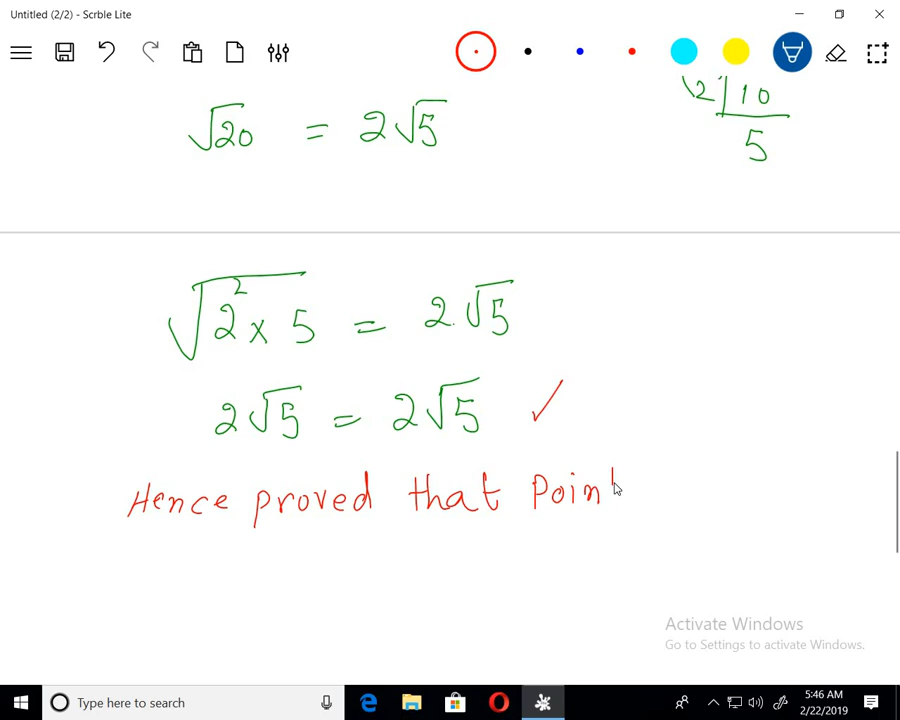 Untitled (2/2) - Scrble Lite
√20 = 2√5
2 | 10
5
√2² × 5 = 2.√5
2√5 = 2√5 ✓
Hence proved that Point
Activate Windows
Go to Settings to activate Windows.
Type here to search
5:46 AM
2/22/2019